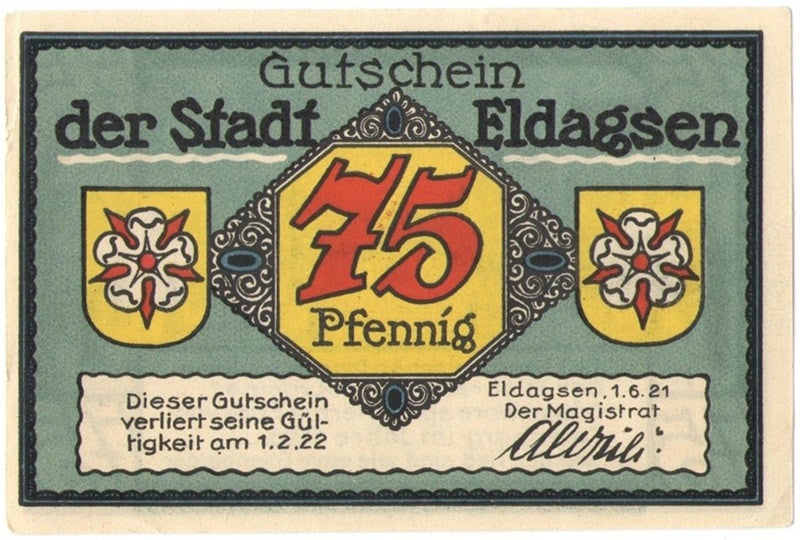 Gutschein
der Stadt Eldagsen
75
Pfennig
Dieser Gutschein
verliert seine Gül-
tigkeit am 1.2.22
Eldagsen, 1.6.21
Der Magistrat